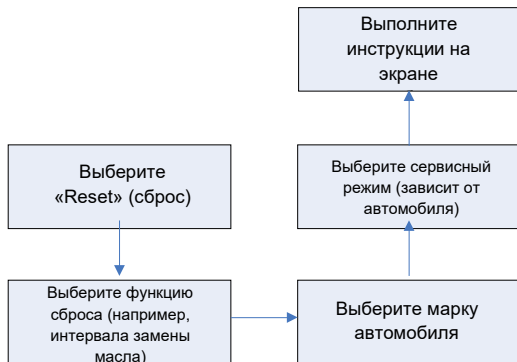 Выполните
инструкции на
экране
Выберите
«Reset» (сброс)
Выберите сервисный
режим (зависит от
автомобиля)
Выберите функцию
сброса (например,
интервала замены
масла)
Выберите марку
автомобиля